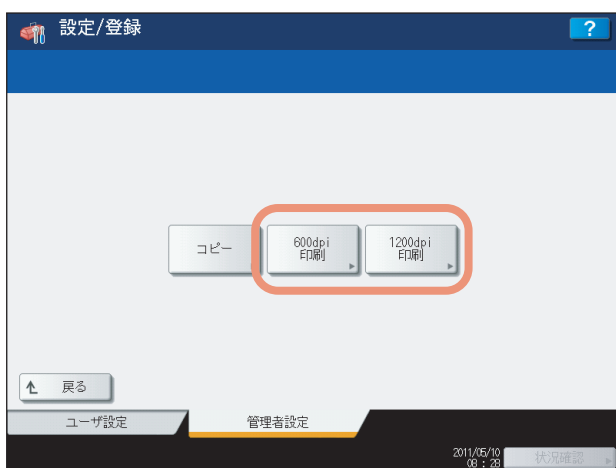 設定/登録
?
コピー
600dpi
印刷
1200dpi
印刷
戻る
ユーザ設定
管理者設定
2011/05/10
08 : 28
状況確認